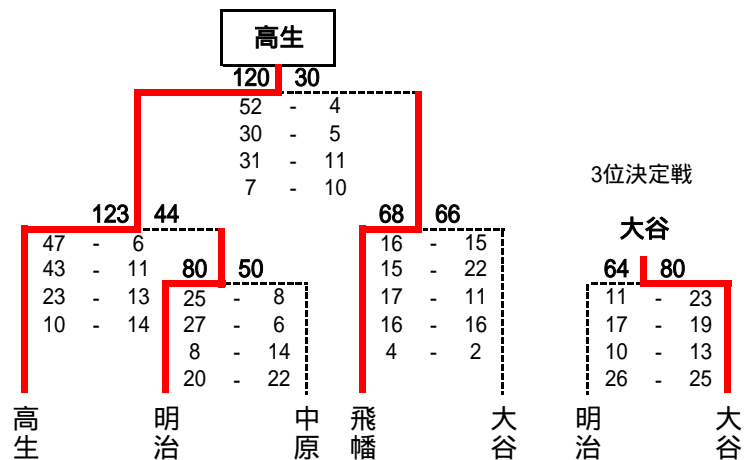 高生
120 30
52 - 4
30 - 5
31 - 11
7 - 10
3位決定戦
123 44
47 - 6
43 - 11
23 - 13
10 - 14
80 50
25 - 8
27 - 6
8 - 14
20 - 22
68 66
16 - 15
15 - 22
17 - 11
16 - 16
4 - 2
大谷
64 80
11 - 23
17 - 19
10 - 13
26 - 25
高生
明治
中原
飛幡
大谷
明治
大谷